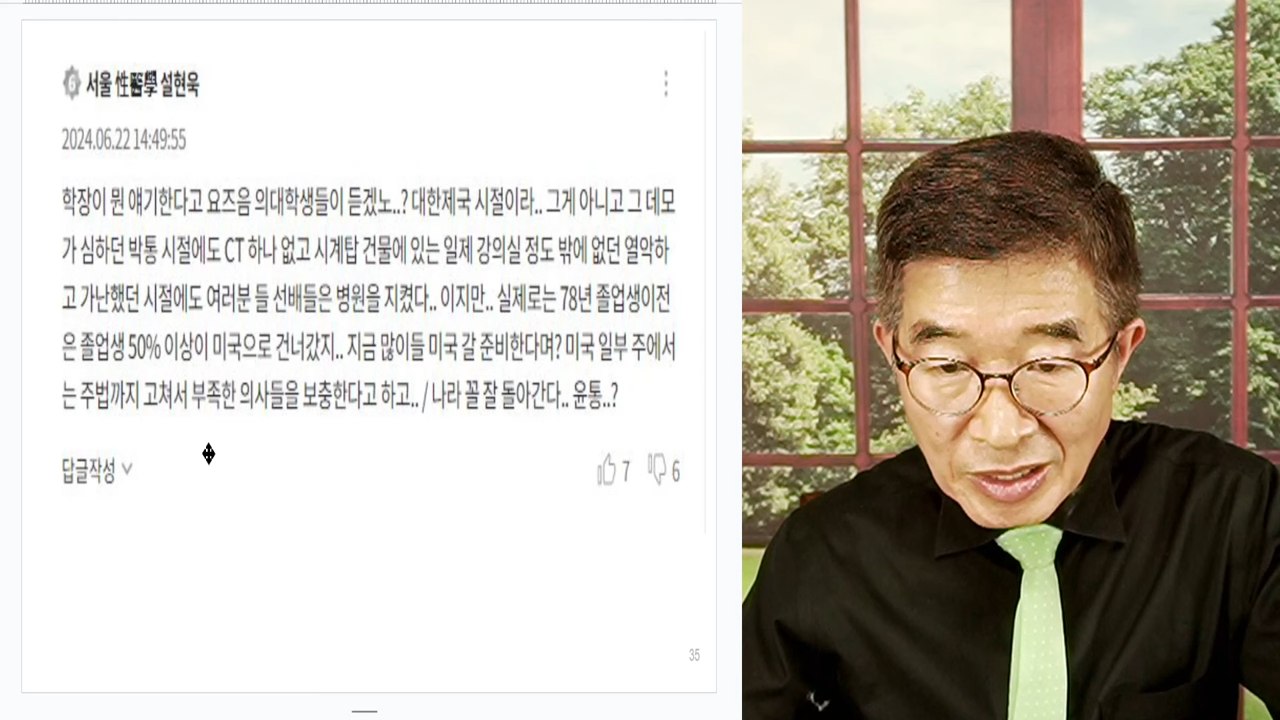 6 서울 性醫學 설현욱
2024.06.22 14:49:55
학장이 뭔 얘기한다고 요즈음 의대학생들이 듣겠노..? 대한제국 시절이라.. 그게 아니고 그 데모
가 심하던 박통 시절에도 CT 하나 없고 시계탑 건물에 있는 일제 강의실 정도 밖에 없던 열악하
고 가난했던 시절에도 여러분 들 선배들은 병원을 지켰다.. 이지만.. 실제로는 78년 졸업생이전
은 졸업생 50% 이상이 미국으로 건너갔지.. 지금 많이들 미국 갈 준비한다며? 미국 일부 주에서
는 주법까지 고쳐서 부족한 의사들을 보충한다고 하고.. / 나라 꼴 잘 돌아간다.. 윤통..?
답글작성 7 6
35